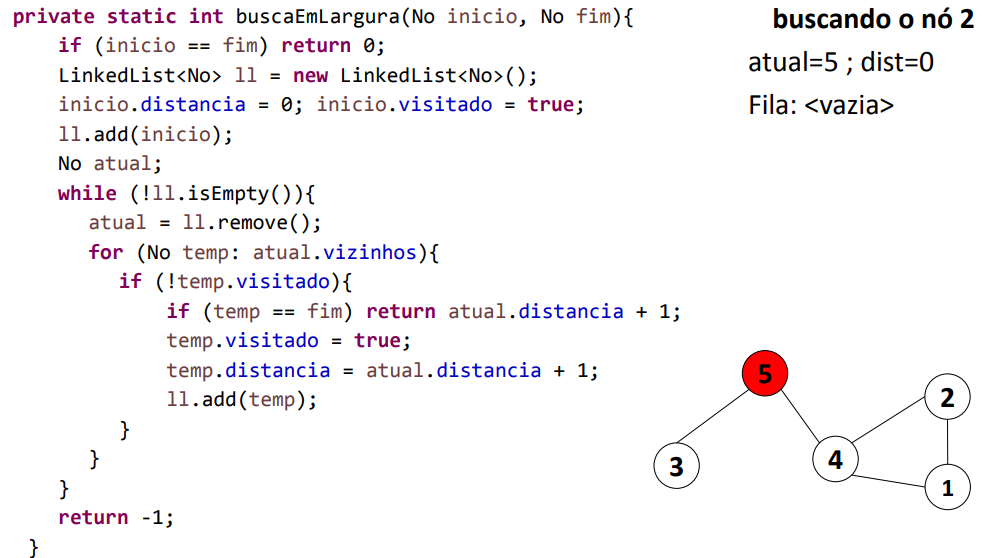 private static int buscaEmLargura(No inicio, No fim){
if (inicio == fim) return 0;
LinkedList<No> ll = new LinkedList<No>();
inicio.distancia = 0; inicio.visitado = true;
ll.add(inicio);
No atual;
while (!ll.isEmpty()){
atual = ll.remove();
for (No temp: atual.vizinhos){
if (!temp.visitado){
if (temp == fim) return atual.distancia + 1;
temp.visitado = true;
temp.distancia = atual.distancia + 1;
ll.add(temp);
}
}
}
return -1;
}
buscando o nó 2
atual=5 ; dist=0
Fila: <vazia>
5
2
3
4
1